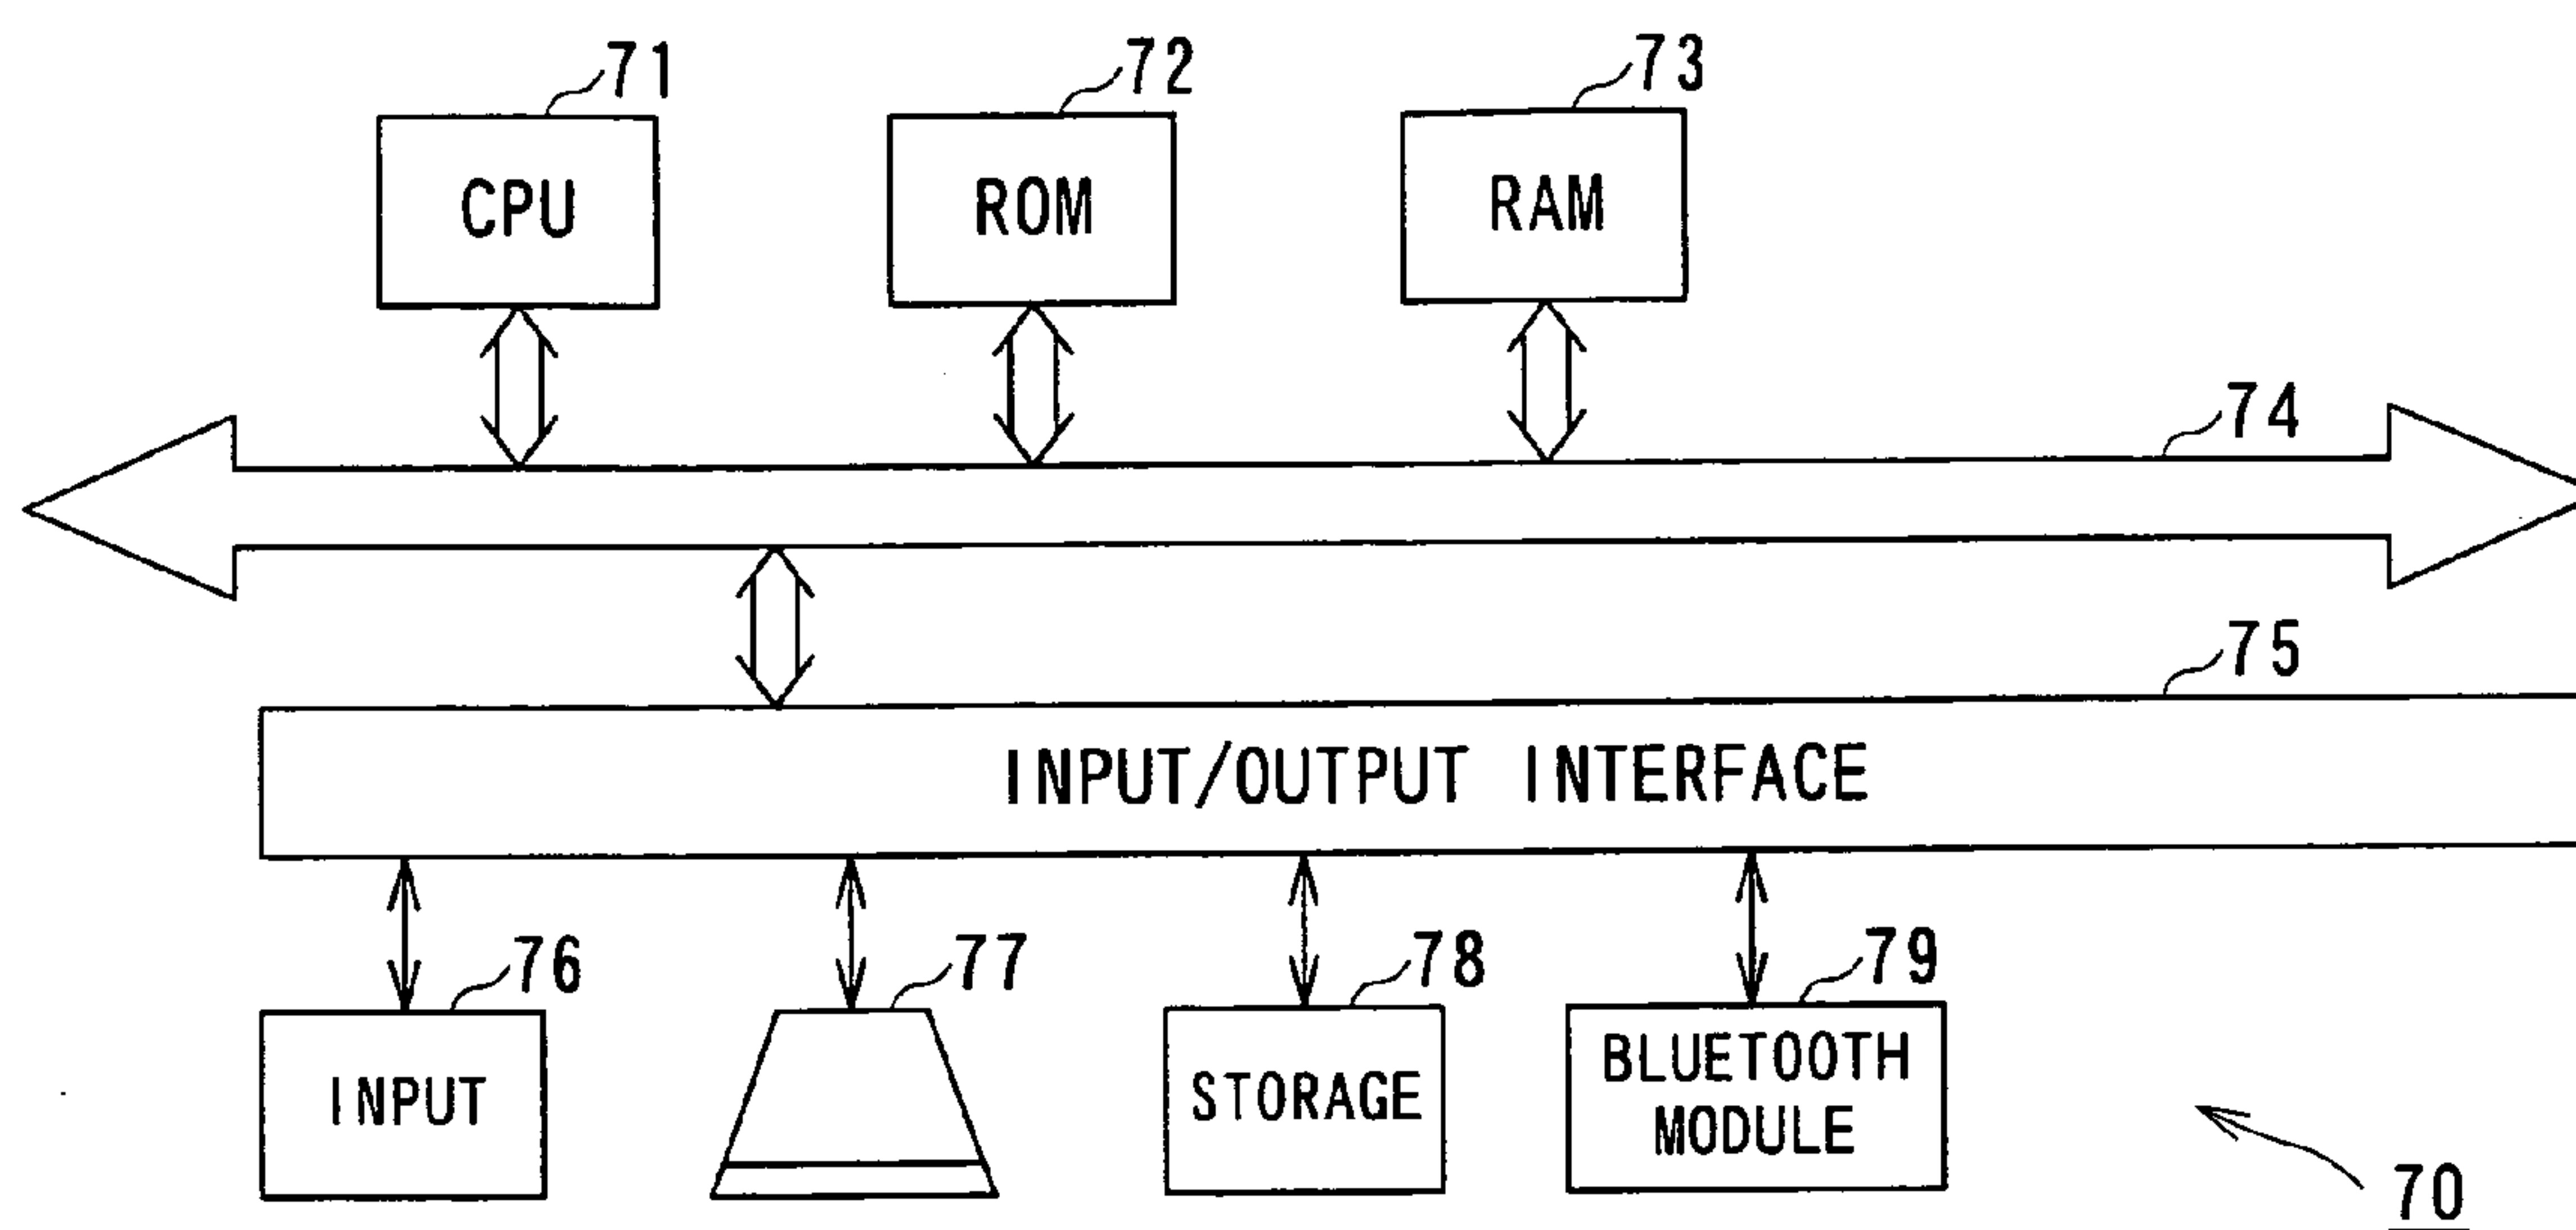 71
72
73
CPU
ROM
RAM
74
75
INPUT/OUTPUT INTERFACE
76
77
78
79
INPUT
STORAGE
BLUETOOTH
MODULE
70